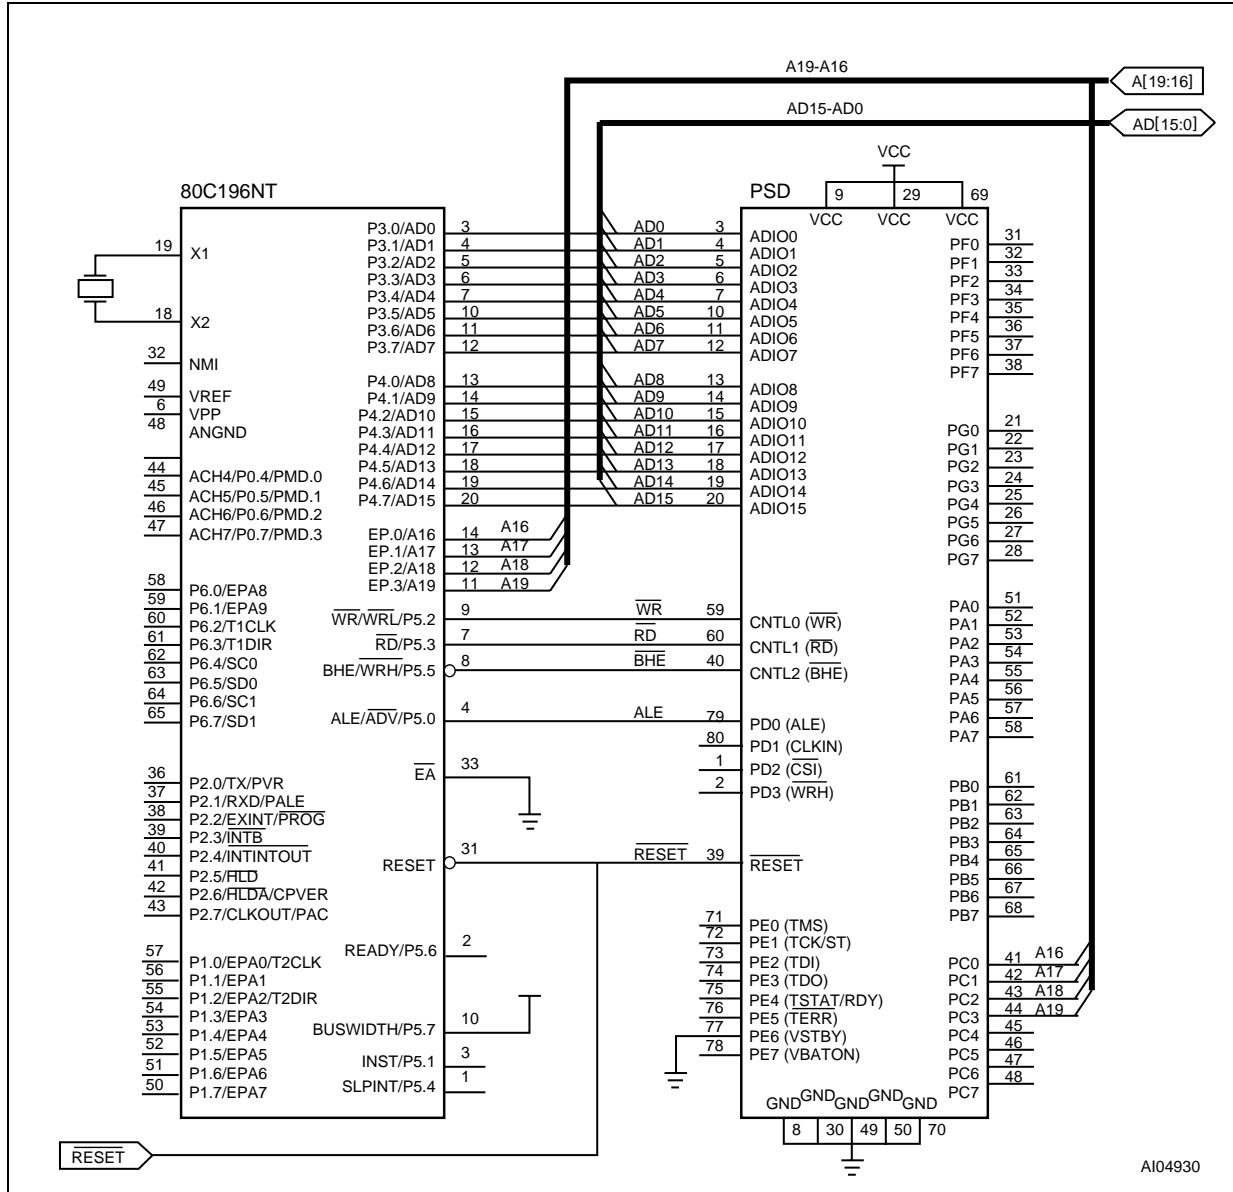 A19-A16
A[19:16]
AD15-AD0
AD[15:0]
VCC
80C196NT
PSD
9 29 69
VCC VCC VCC
19 X1
18 X2
32 NMI
49 VREF
6 VPP
48 ANGND
44 ACH4/P0.4/PMD.0
45 ACH5/P0.5/PMD.1
46 ACH6/P0.6/PMD.2
47 ACH7/P0.7/PMD.3
58 P6.0/EPA8
59 P6.1/EPA9
60 P6.2/T1CLK
61 P6.3/T1DIR
62 P6.4/SC0
63 P6.5/SD0
64 P6.6/SC1
65 P6.7/SD1
36 P2.0/TX/PVR
37 P2.1/RXD/PALE
38 P2.2/EXINT/PROG
39 P2.3/INTB
40 P2.4/INTINTOUT
41 P2.5/HLD
42 P2.6/HLDA/CPVER
43 P2.7/CLKOUT/PAC
57 P1.0/EPA0/T2CLK
56 P1.1/EPA1
55 P1.2/EPA2/T2DIR
54 P1.3/EPA3
53 P1.4/EPA4
52 P1.5/EPA5
51 P1.6/EPA6
50 P1.7/EPA7
P3.0/AD0 3 AD0 3 ADIO0
P3.1/AD1 4 AD1 4 ADIO1
P3.2/AD2 5 AD2 5 ADIO2
P3.3/AD3 6 AD3 6 ADIO3
P3.4/AD4 7 AD4 7 ADIO4
P3.5/AD5 10 AD5 10 ADIO5
P3.6/AD6 11 AD6 11 ADIO6
P3.7/AD7 12 AD7 12 ADIO7
P4.0/AD8 13 AD8 13 ADIO8
P4.1/AD9 14 AD9 14 ADIO9
P4.2/AD10 15 AD10 15 ADIO10
P4.3/AD11 16 AD11 16 ADIO11
P4.4/AD12 17 AD12 17 ADIO12
P4.5/AD13 18 AD13 18 ADIO13
P4.6/AD14 19 AD14 19 ADIO14
P4.7/AD15 20 AD15 20 ADIO15
EP.0/A16 14 A16
EP.1/A17 13 A17
EP.2/A18 12 A18
EP.3/A19 11 A19
WR/WRL/P5.2 9 WR 59 CNTL0 (WR)
RD/P5.3 7 RD 60 CNTL1 (RD)
BHE/WRH/P5.5 8 BHE 40 CNTL2 (BHE)
ALE/ADV/P5.0 4 ALE 79 PD0 (ALE)
80 PD1 (CLKIN)
1 PD2 (CSI)
2 PD3 (WRH)
EA 33
RESET 31 RESET 39 RESET
READY/P5.6 2
BUSWIDTH/P5.7 10
INST/P5.1 3
SLPINT/P5.4 1
71 PE0 (TMS)
72 PE1 (TCK/ST)
73 PE2 (TDI)
74 PE3 (TDO)
75 PE4 (TSTAT/RDY)
76 PE5 (TERR)
77 PE6 (VSTBY)
78 PE7 (VBATON)
PF0 31
PF1 32
PF2 33
PF3 34
PF4 35
PF5 36
PF6 37
PF7 38
PG0 21
PG1 22
PG2 23
PG3 24
PG4 25
PG5 26
PG6 27
PG7 28
PA0 51
PA1 52
PA2 53
PA3 54
PA4 55
PA5 56
PA6 57
PA7 58
PB0 61
PB1 62
PB2 63
PB3 64
PB4 65
PB5 66
PB6 67
PB7 68
PC0 41 A16
PC1 42 A17
PC2 43 A18
PC3 44 A19
PC4 45
PC5 46
PC6 47
PC7 48
GND GND GND GND GND
8 30 49 50 70
RESET
AI04930